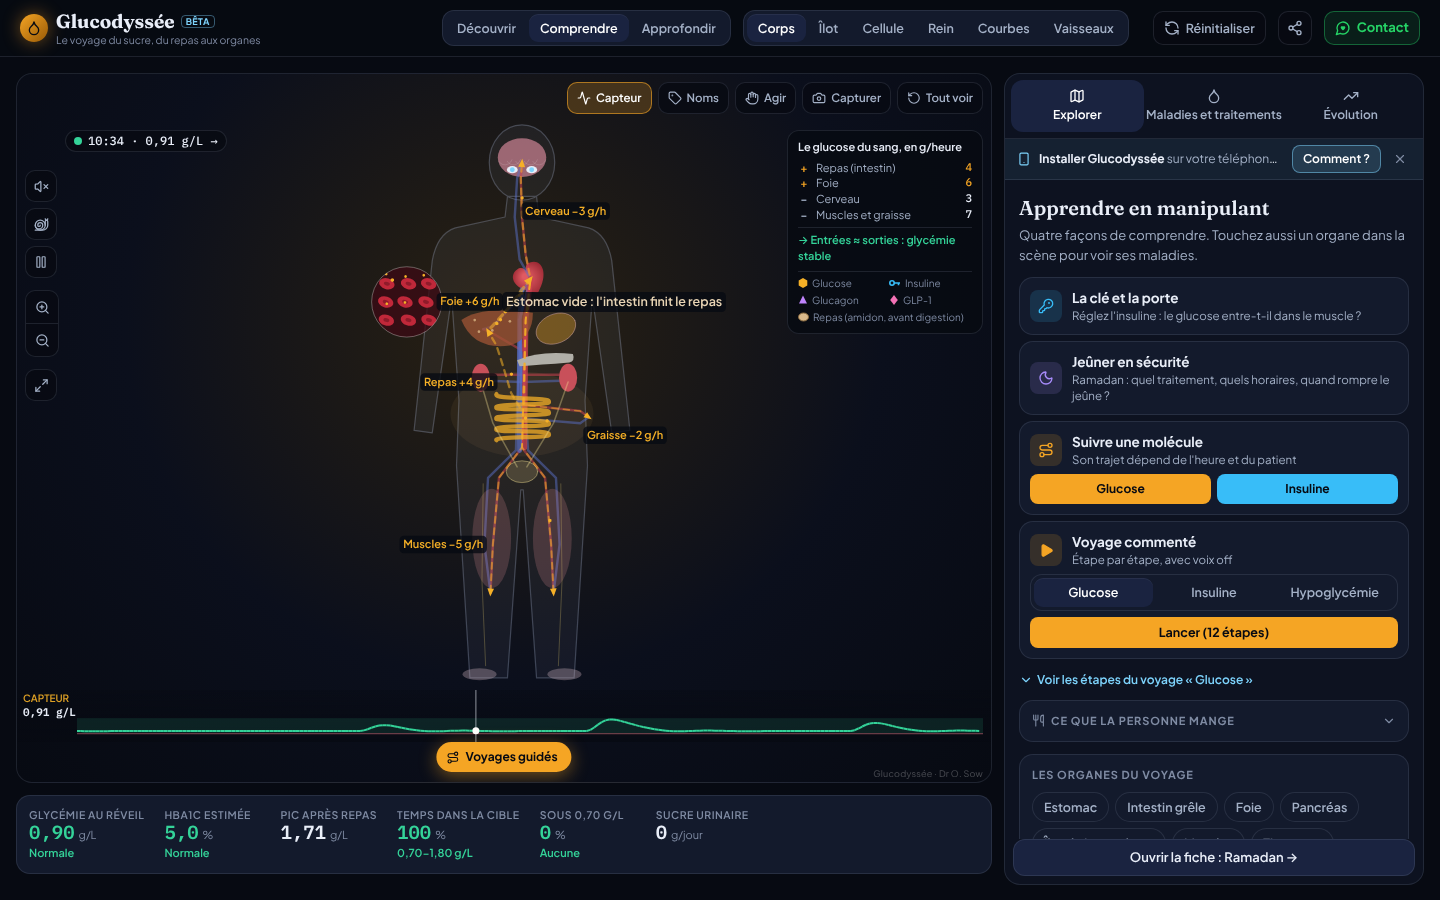 Glucodyssée BÊTA
Le voyage du sucre, du repas aux organes
Découvrir Comprendre Approfondir
Corps Îlot Cellule Rein Courbes Vaisseaux
Réinitialiser
Contact
Capteur Noms Agir Capturer Tout voir
10:34 · 0,91 g/L →
Le glucose du sang, en g/heure
+ Repas (intestin) 4
+ Foie 6
− Cerveau 3
− Muscles et graisse 7
→ Entrées ≈ sorties : glycémie
stable
Glucose Insuline
Glucagon GLP-1
Repas (amidon, avant digestion)
Cerveau −3 g/h
Foie +6 g/h
Estomac vide : l'intestin finit le repas
Repas +4 g/h
Graisse −2 g/h
Muscles −5 g/h
CAPTEUR
0,91 g/L
Voyages guidés
Glucodyssée · Dr O. Sow
GLYCÉMIE AU RÉVEIL
0,90 g/L
Normale
HBA1C ESTIMÉE
5,0 %
Normale
PIC APRÈS REPAS
1,71 g/L
TEMPS DANS LA CIBLE
100 %
0,70–1,80 g/L
SOUS 0,70 G/L
0 %
Aucune
SUCRE URINAIRE
0 g/jour
Explorer Maladies et traitements Évolution
Installer Glucodyssée sur votre téléphon...
Comment ?
Apprendre en manipulant
Quatre façons de comprendre. Touchez aussi un organe dans la
scène pour voir ses maladies.
La clé et la porte
Réglez l'insuline : le glucose entre-t-il dans le muscle ?
Jeûner en sécurité
Ramadan : quel traitement, quels horaires, quand rompre le
jeûne ?
Suivre une molécule
Son trajet dépend de l'heure et du patient
Glucose Insuline
Voyage commenté
Étape par étape, avec voix off
Glucose Insuline Hypoglycémie
Lancer (12 étapes)
Voir les étapes du voyage « Glucose »
CE QUE LA PERSONNE MANGE
LES ORGANES DU VOYAGE
Estomac Intestin grêle Foie Pancréas
Ouvrir la fiche : Ramadan →